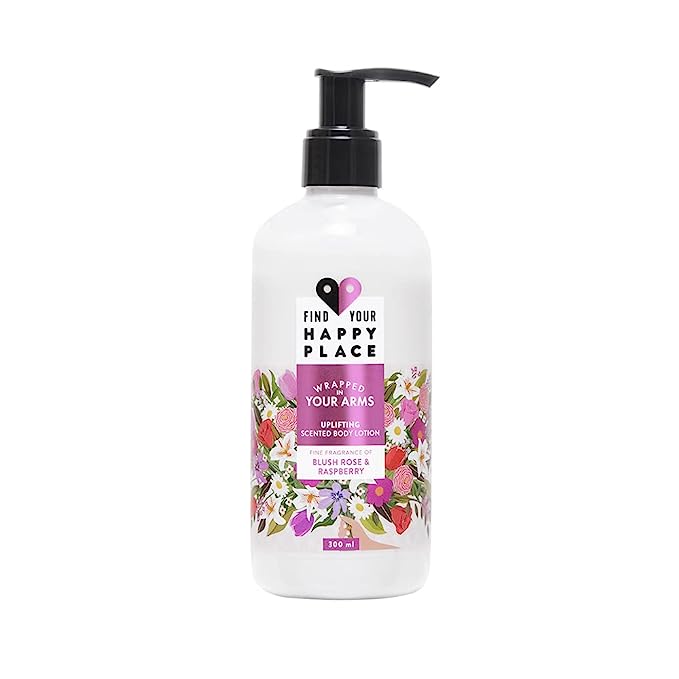 FIND YOUR
HAPPY
PLACE
WRAPPED
IN
YOUR ARMS
UPLIFTING
SCENTED BODY LOTION
FINE FRAGRANCE OF
BLUSH ROSE &
RASPBERRY
300 ml